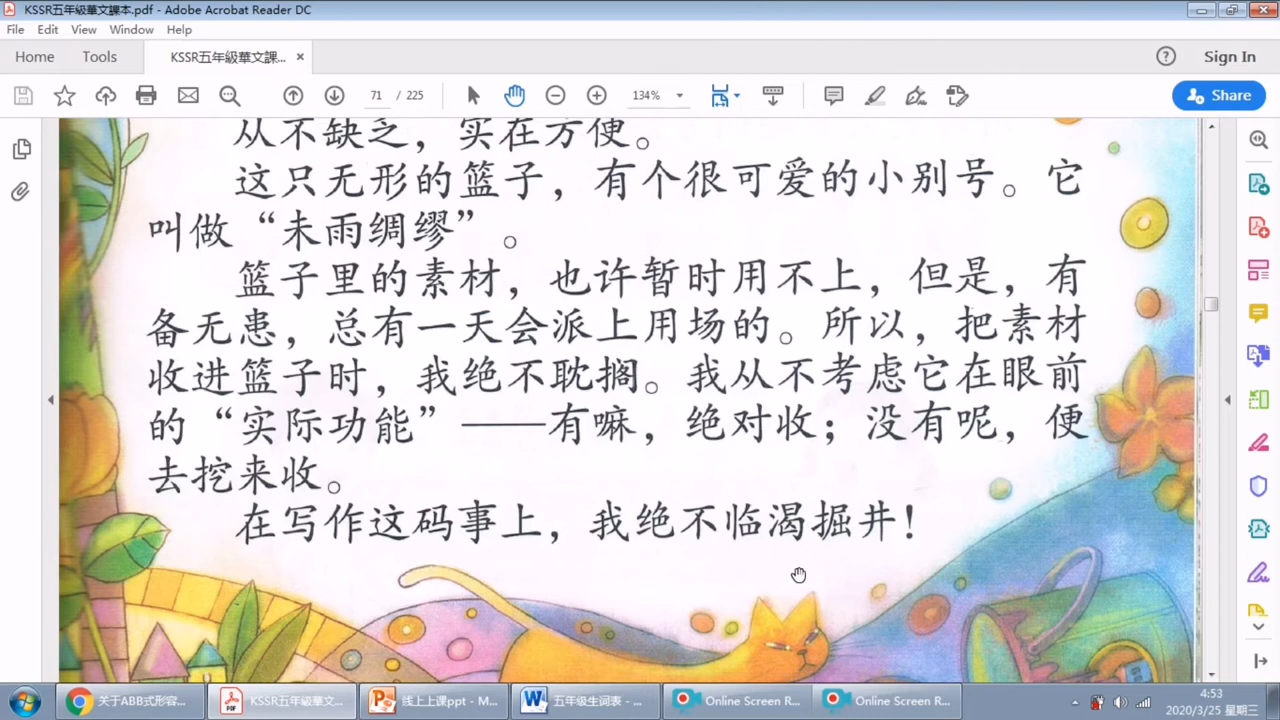 KSSR五年級華文課本.pdf - Adobe Acrobat Reader DC
File Edit View Window Help
Home Tools KSSR五年級華文課... × Sign In
71 / 225 134% Share
从不缺乏，实在方便。
这只无形的篮子，有个很可爱的小别号。它
叫做“未雨绸缪”。
篮子里的素材，也许暂时用不上，但是，有
备无患，总有一天会派上用场的。所以，把素材
收进篮子时，我绝不耽搁。我从不考虑它在眼前
的“实际功能”——有嘛，绝对收；没有呢，便
去挖来收。
在写作这码事上，我绝不临渴掘井！
关于ABB式形容... KSSR五年級華文... 线上上课ppt - M... 五年级生词表 - ... Online Screen R... Online Screen R... 4:53
2020/3/25 星期三